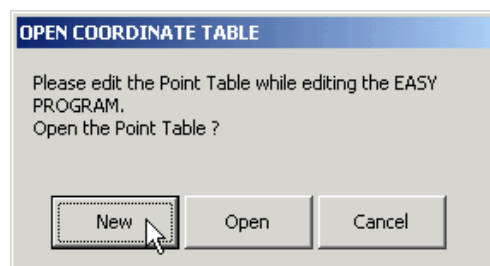 OPEN COORDINATE TABLE
Please edit the Point Table while editing the EASY
PROGRAM.
Open the Point Table ?
New Open Cancel